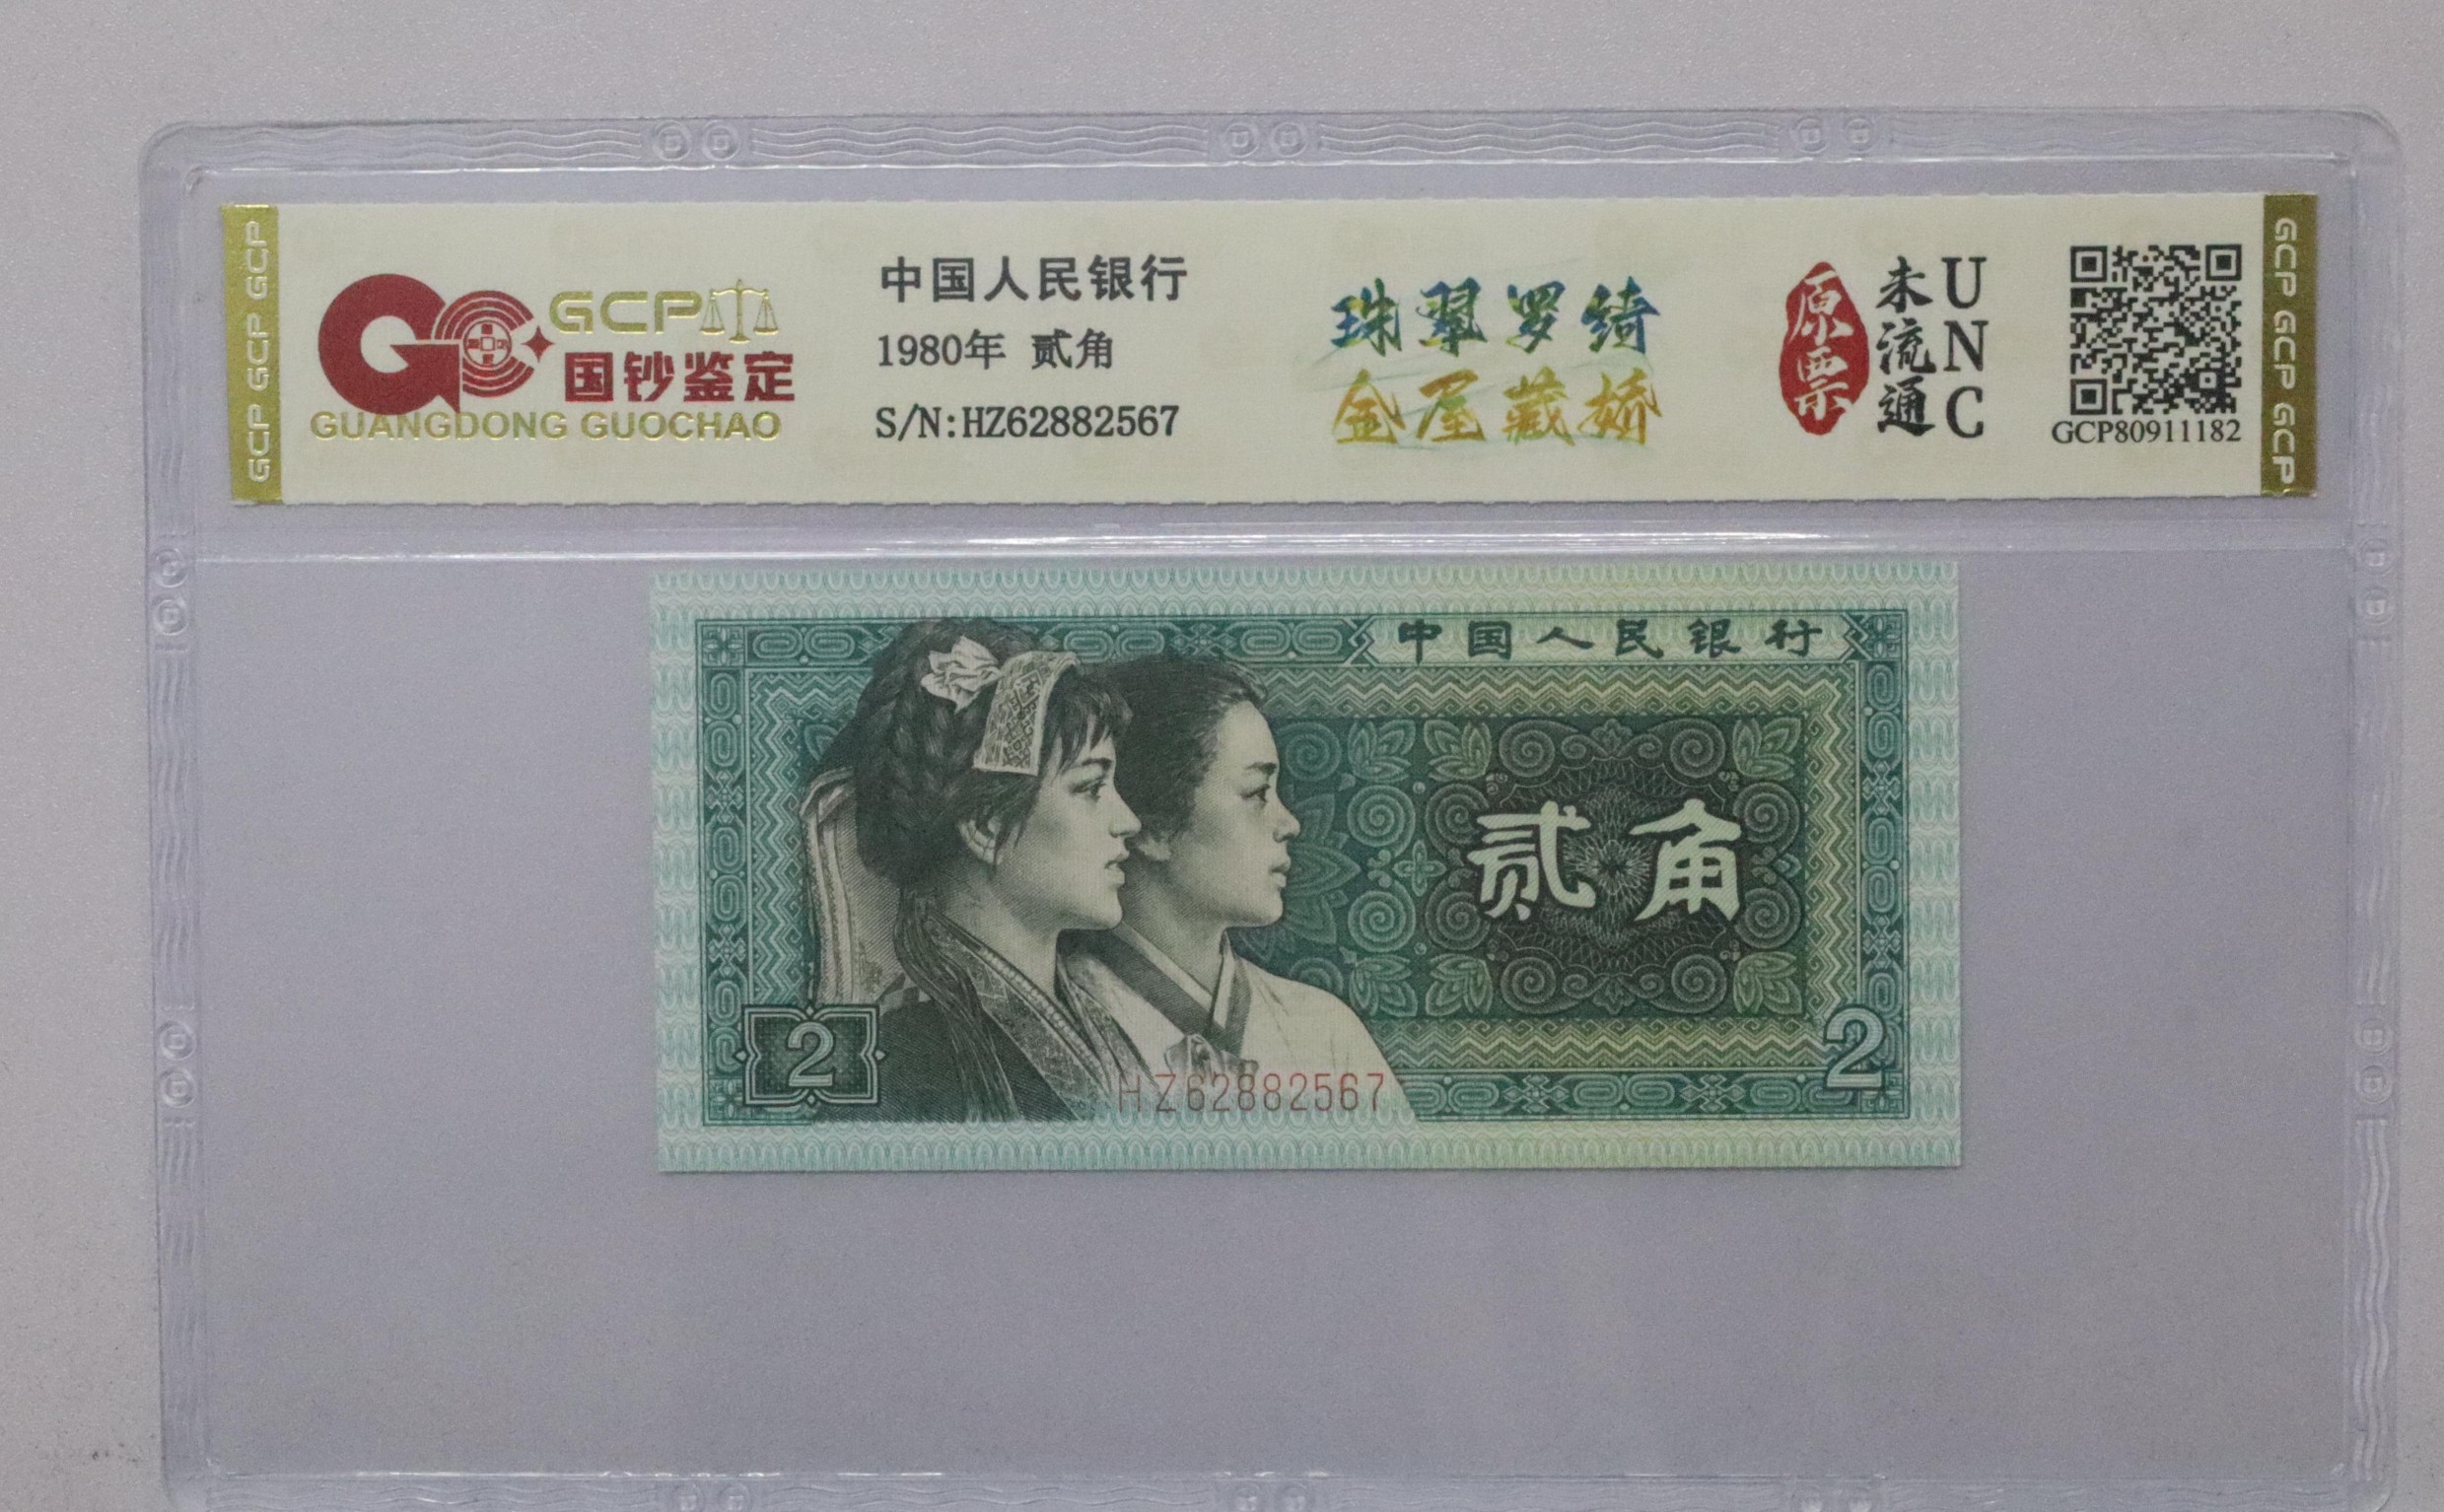 GCP GCP GCP
GCP
国钞鉴定
GUANGDONG GUOCHAO
中国人民银行
1980年 贰角
S/N:HZ62882567
珠翠罗绮
金屋藏娇
原票
未流通
UNC
GCP80911182
GCP GCP GCP
中国人民银行
贰角
2
HZ62882567
2